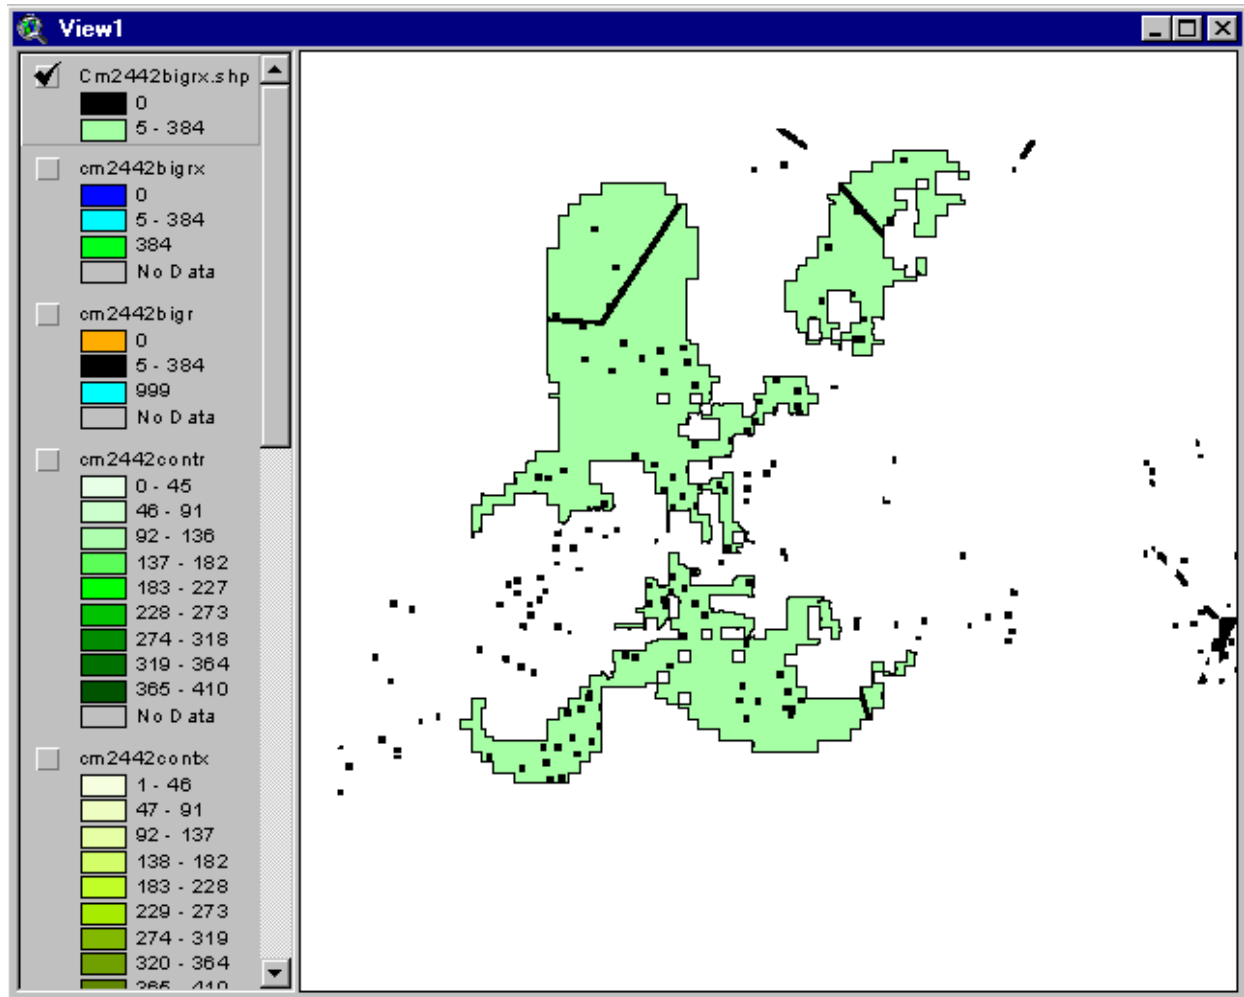 View1
Cm2442bigrx.shp
0
5 - 384
cm2442bigrx
0
5 - 384
384
No Data
cm2442bigr
0
5 - 384
999
No Data
cm2442contr
0 - 45
46 - 91
92 - 136
137 - 182
183 - 227
228 - 273
274 - 318
319 - 364
365 - 410
No Data
cm2442contx
1 - 46
47 - 91
92 - 137
138 - 182
183 - 228
229 - 273
274 - 319
320 - 364
365 - 410